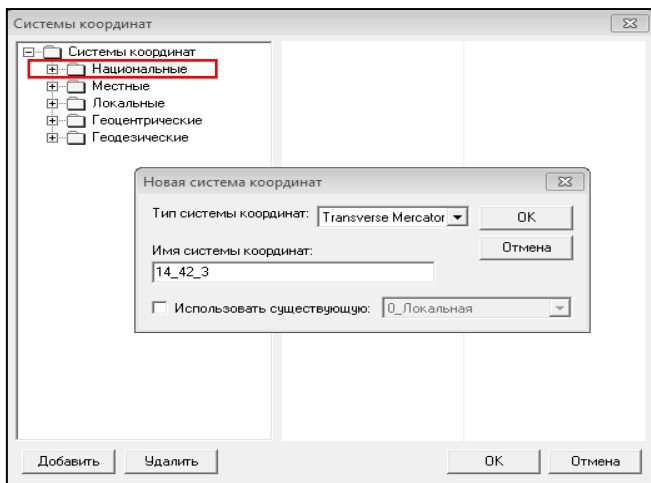 Системы координат
Системы координат
Национальные
Местные
Локальные
Геоцентрические
Геодезические
Новая система координат
Тип системы координат: Transverse Mercator OK
Имя системы координат: Отмена
14_42_3
Использовать существующую: 0_Локальная
Добавить Удалить OK Отмена